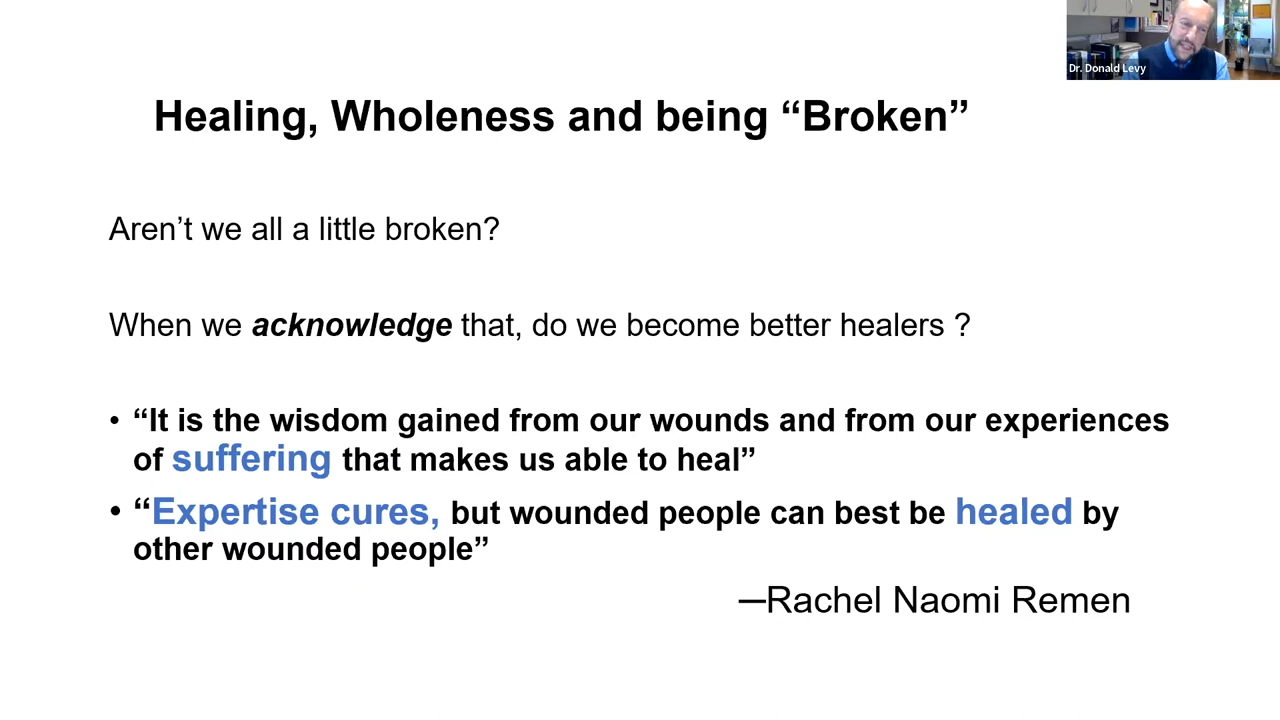 Dr. Donald Levy
Healing, Wholeness and being “Broken”
Aren’t we all a little broken?
When we acknowledge that, do we become better healers ?
• “It is the wisdom gained from our wounds and from our experiences
of suffering that makes us able to heal”
• “Expertise cures, but wounded people can best be healed by
other wounded people”
—Rachel Naomi Remen